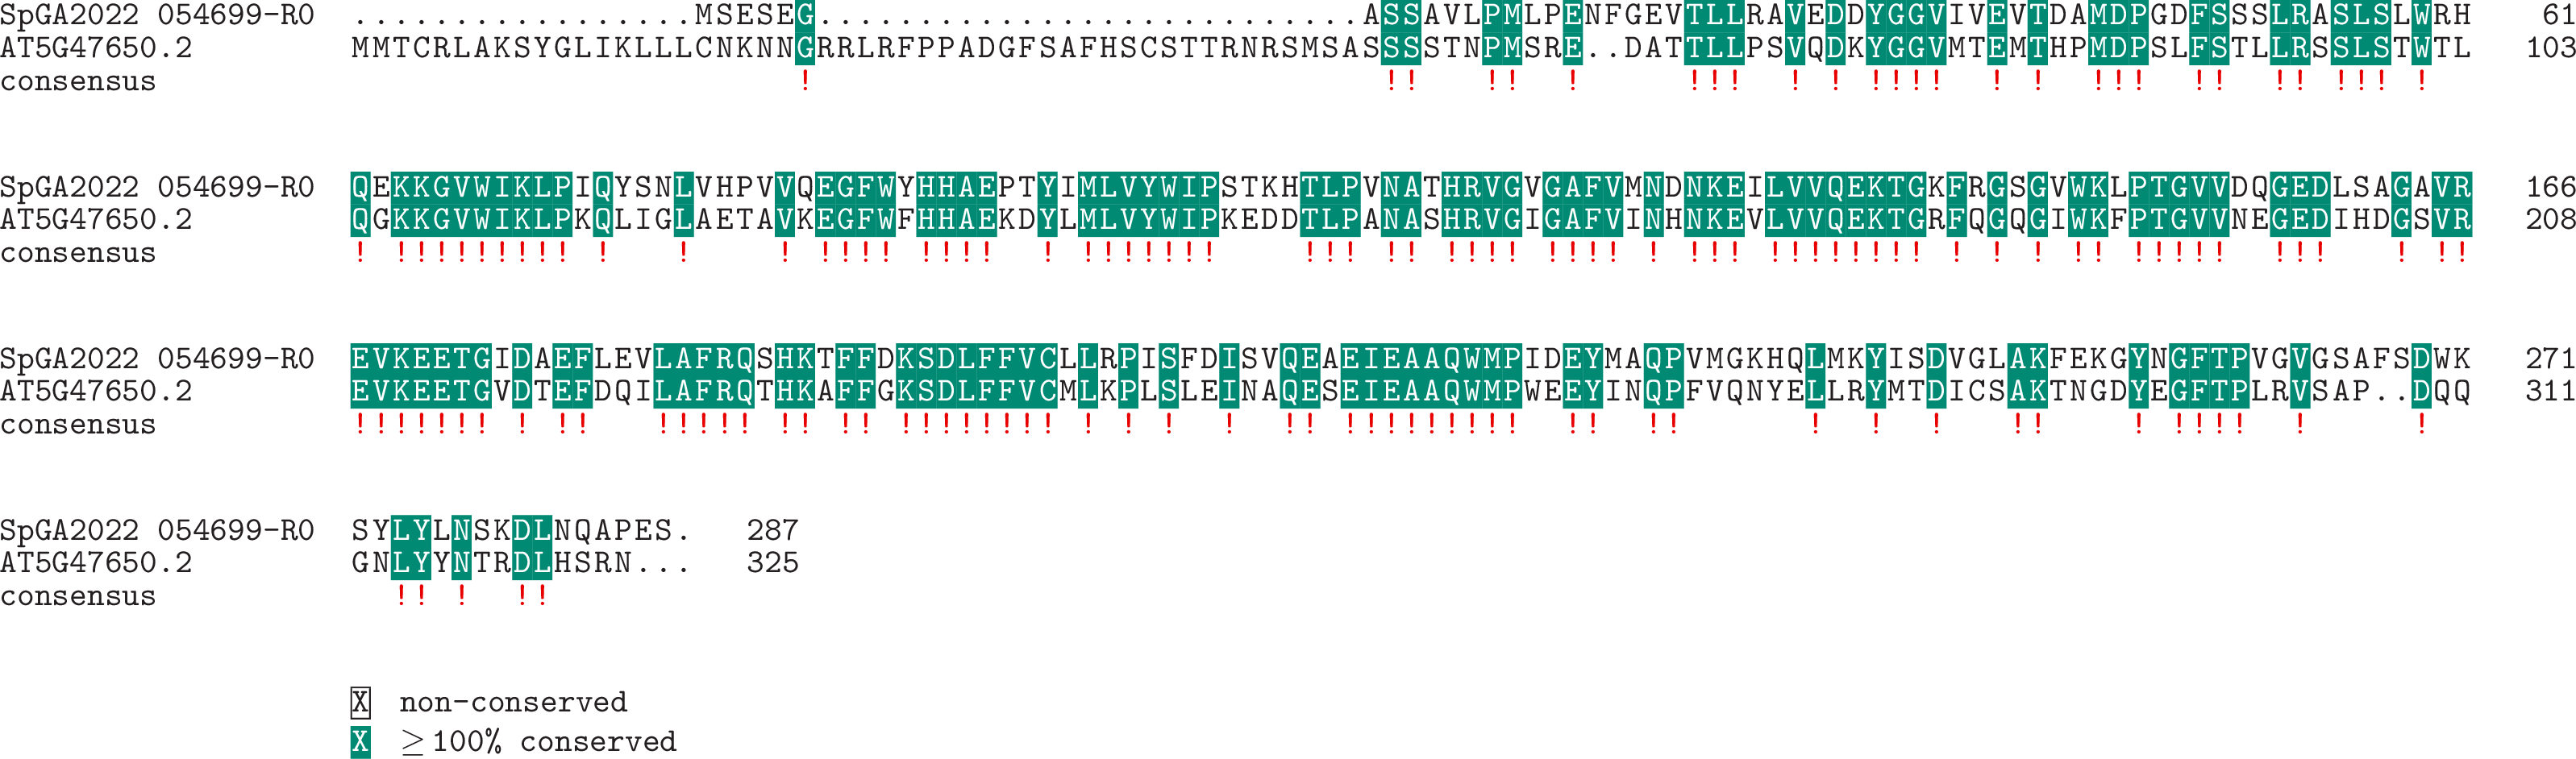 SpGA2022 054699-R0 .................MSESEG...........................ASSAVLPMLPENFGEVTLLRAVEDDYGGVIVEVTDAMDPGDFSSSLRASLSLWRH 61
AT5G47650.2 MMTCRLAKSYGLIKLLLCNKNNGRRLRFPPADGFSAFHSCSTTRNRSMSASSSSTNPMSRE..DATTLLPSVQDKYGGVMTEMTHPMDPSLFSTLLRSSLSTWTL 103
consensus ! !! !! ! !!! ! ! !!!! ! ! !!! !! !! !!! !
SpGA2022 054699-R0 QEKKGVWIKLPIQYSNLVHPVVQEGFWYHHAEPTYIMLVYWIPSTKHTLPVNATHRVGVGAFVMNDNKEILVVQEKTGKFRGSGVWKLPTGVVDQGEDLSAGAVR 166
AT5G47650.2 QGKKGVWIKLPKQLIGLAETAVKEGFWFHHAEKDYLMLVYWIPKEDDTLPANASHRVGIGAFVINHNKEVLVVQEKTGRFQGQGIWKFPTGVVNEGEDIHDGSVR 208
consensus ! !!!!!!!!! ! ! ! !!!! !!!! ! !!!!!!! !!! !! !!!! !!!! ! !!! !!!!!!!! ! ! ! !! !!!!! !!! ! !!
SpGA2022 054699-R0 EVKEETGIDAEFLEVLAFRQSHKTFFDKSDLFFVCLLRPISFDISVQEAEIEAAQWMPIDEYMAQPVMGKHQLMKYISDVGLAKFEKGYNGFTPVGVGSAFSDWK 271
AT5G47650.2 EVKEETGVDTEFDQILAFRQTHKAFFGKSDLFFVCMLKPLSLEINAQESEIEAAQWMPWEEYINQPFVQNYELLRYMTDICSAKTNGDYEGFTPLRVSAP..DQQ 311
consensus !!!!!!! ! !! !!!!! !! !! !!!!!!!! ! ! ! ! !! !!!!!!!!! !! !! ! ! ! !! ! !!!! ! !
SpGA2022 054699-R0 SYLYLNSKDLNQAPES. 287
AT5G47650.2 GNLYYNTRDLHSRN... 325
consensus !! ! !!
X non-conserved
X ≥100% conserved